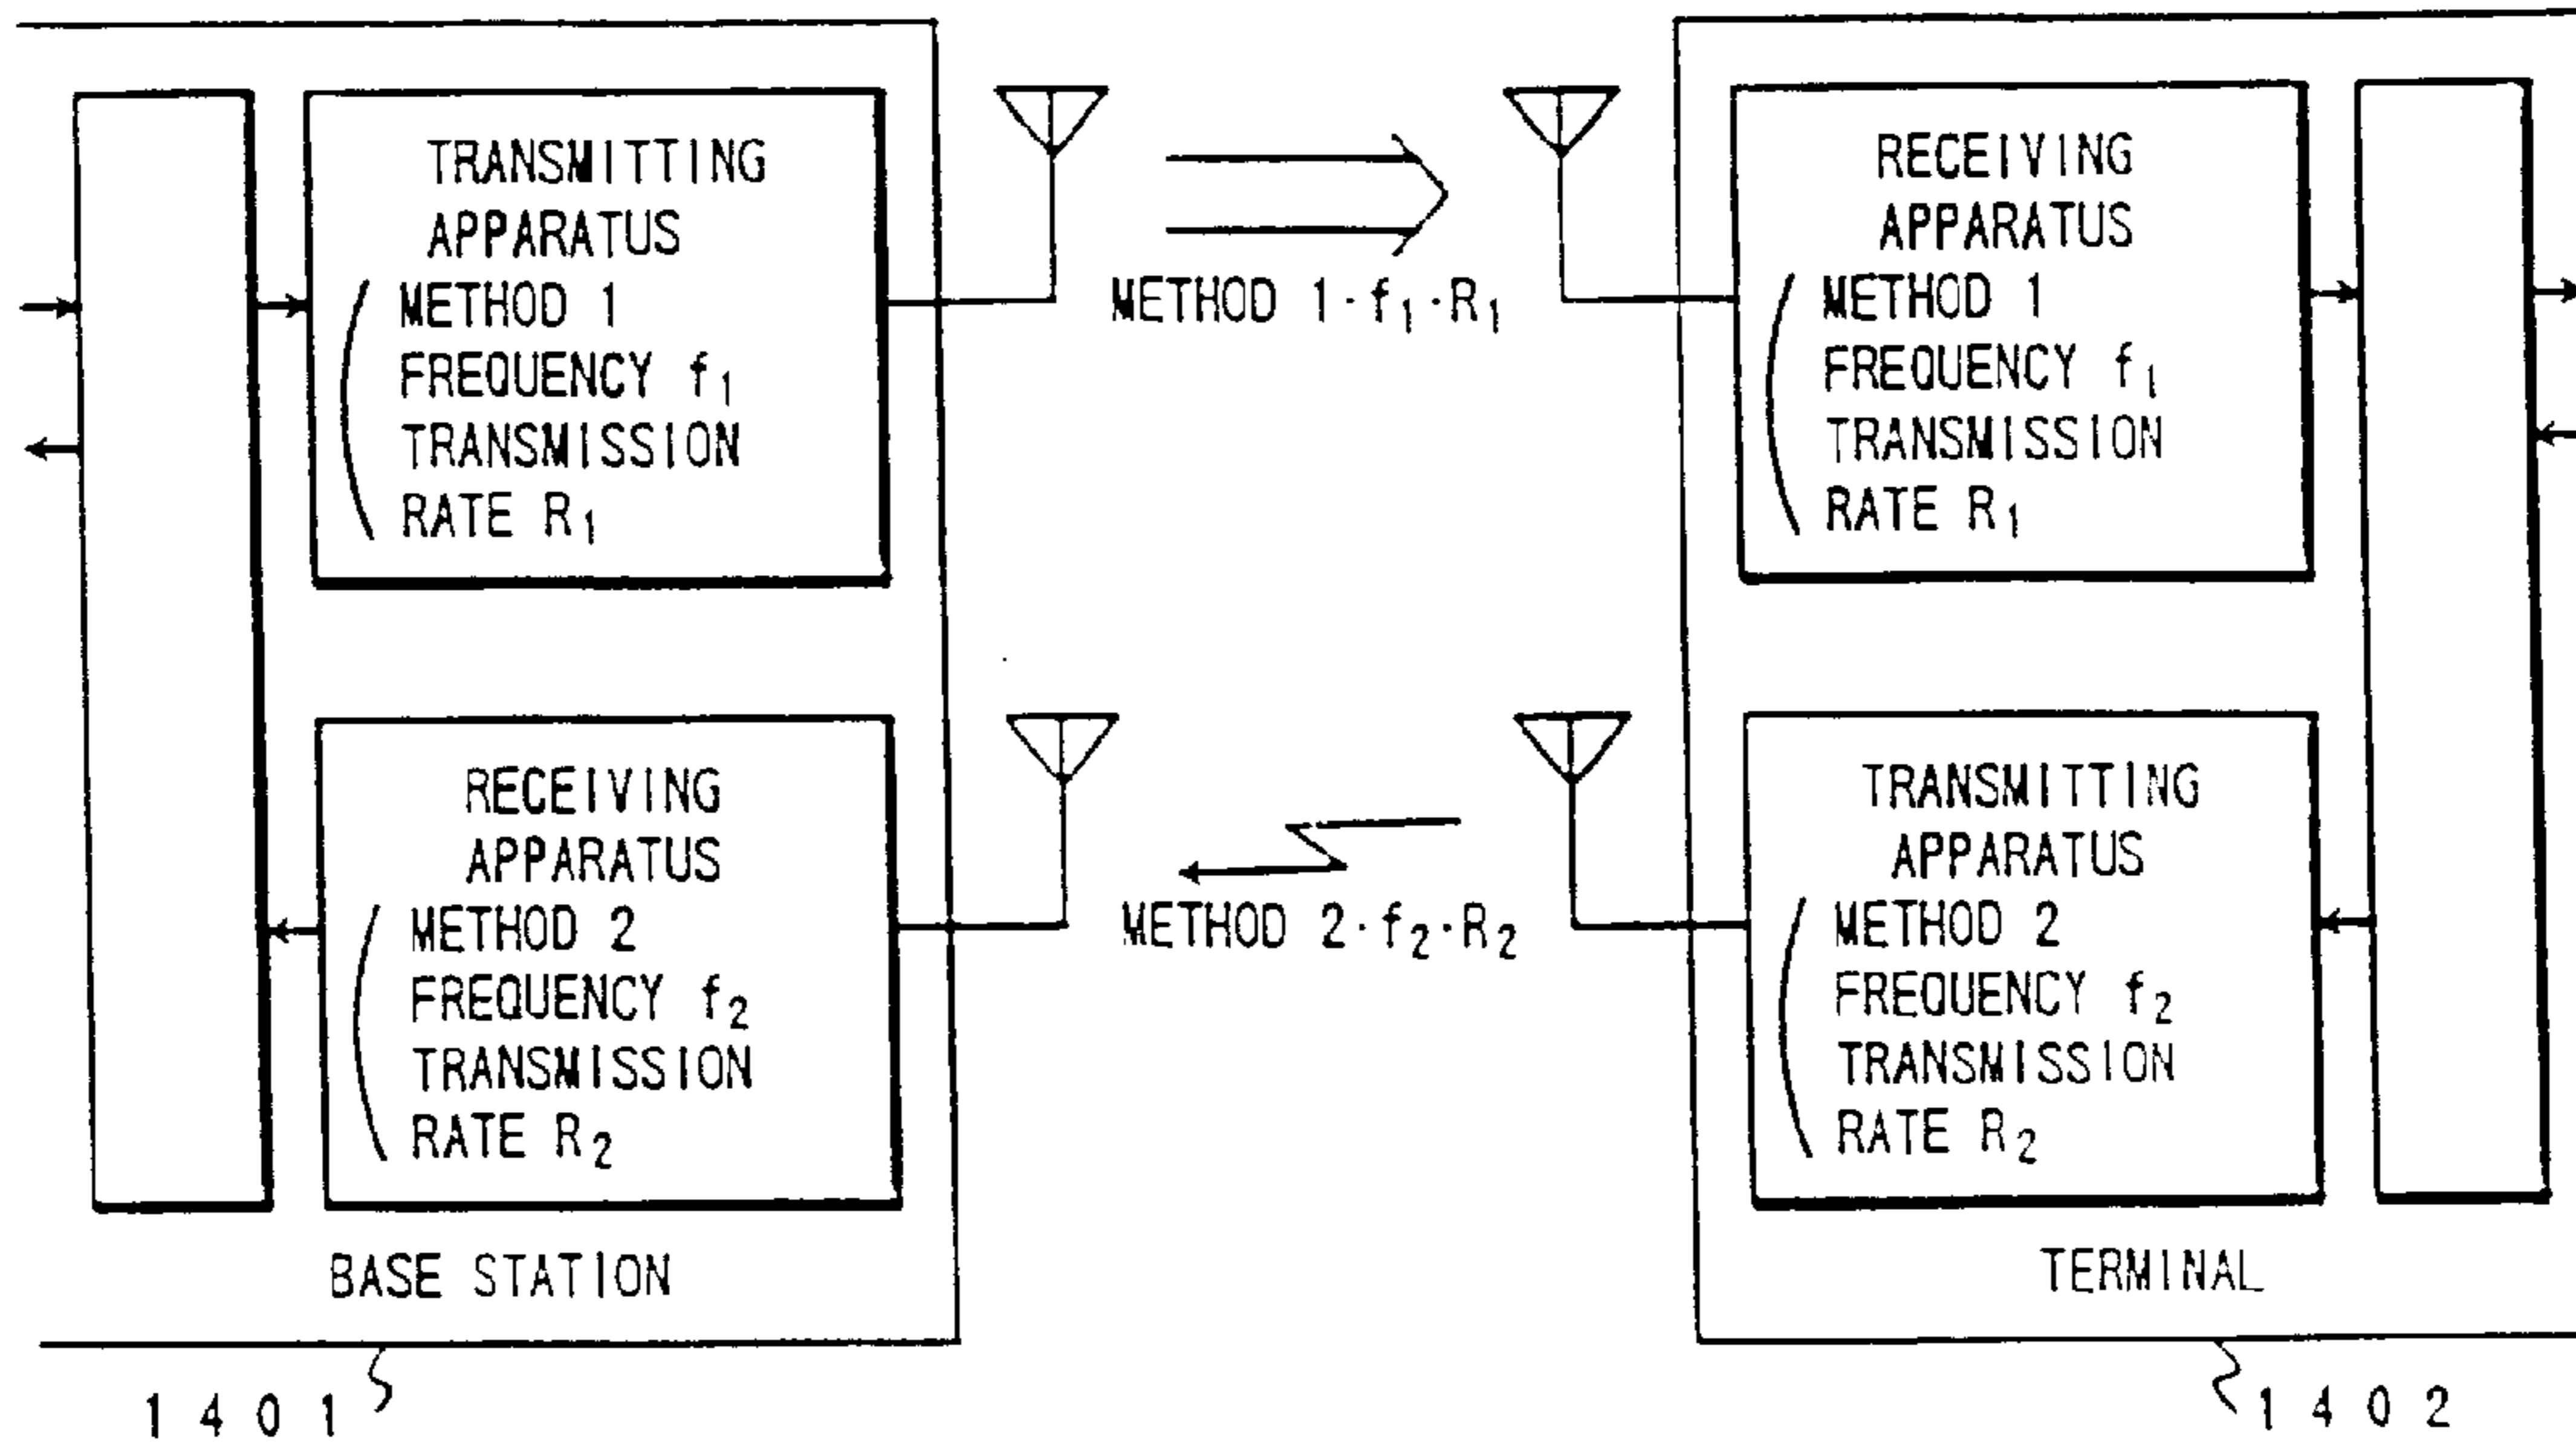 TRANSMITTING
APPARATUS
METHOD 1
FREQUENCY f₁
TRANSMISSION
RATE R₁
METHOD 1·f₁·R₁
RECEIVING
APPARATUS
METHOD 1
FREQUENCY f₁
TRANSMISSION
RATE R₁
RECEIVING
APPARATUS
METHOD 2
FREQUENCY f₂
TRANSMISSION
RATE R₂
METHOD 2·f₂·R₂
TRANSMITTING
APPARATUS
METHOD 2
FREQUENCY f₂
TRANSMISSION
RATE R₂
BASE STATION
TERMINAL
1401
1402